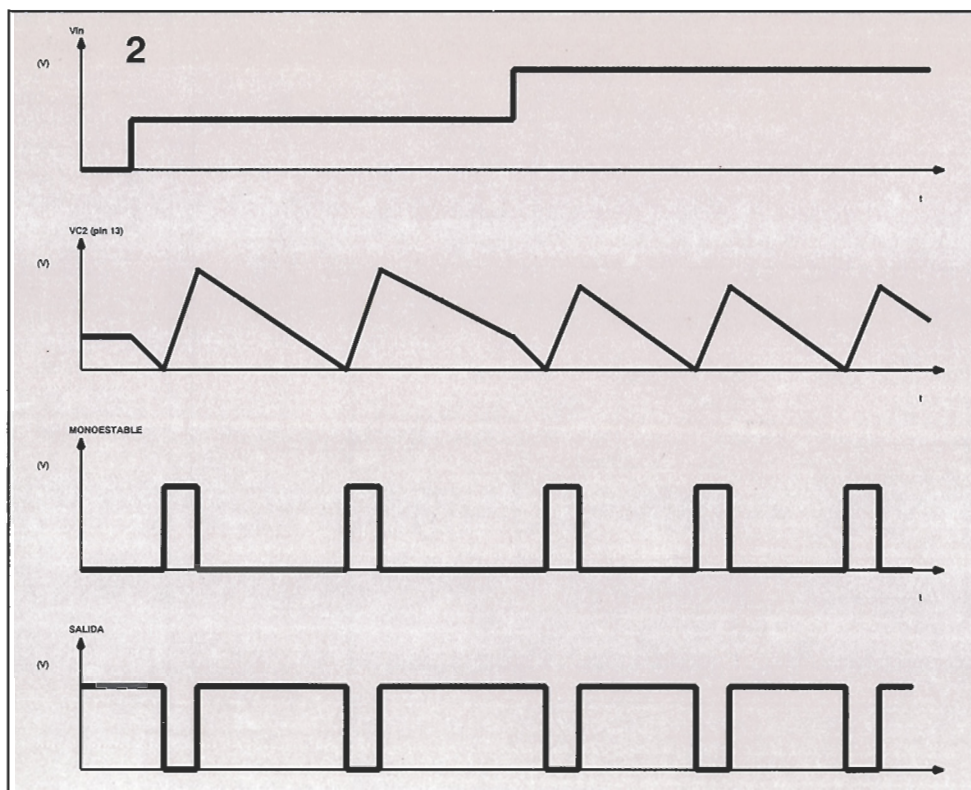 Vin
2
(V)
t
VC2 (pin 13)
(V)
t
MONOESTABLE
(V)
t
SALIDA
(V)